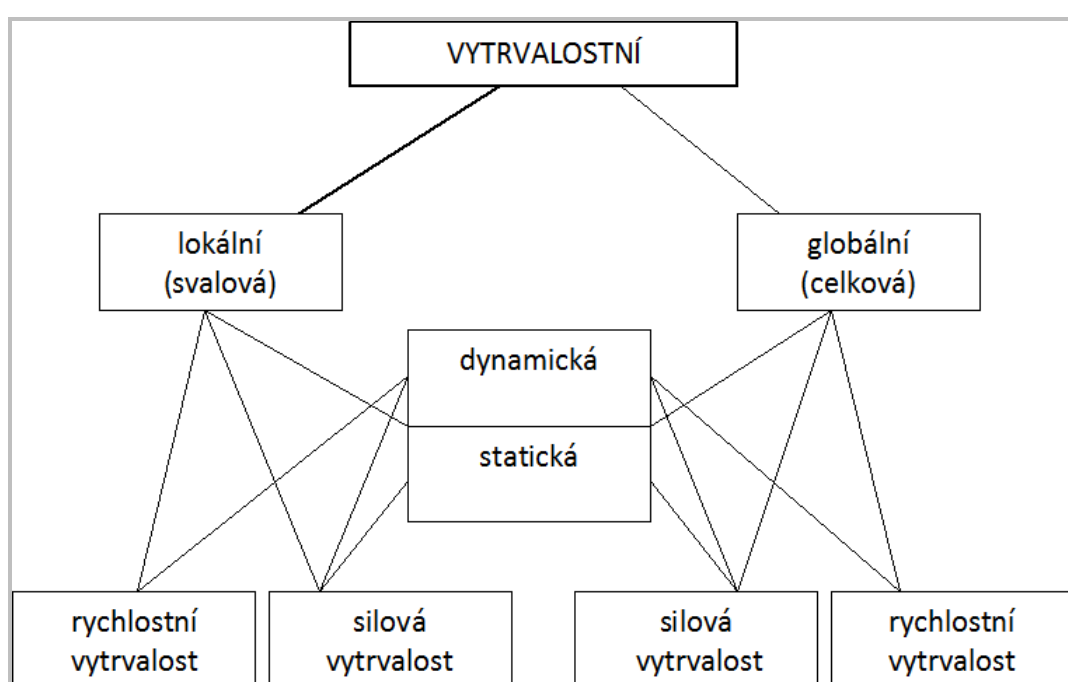 VYTRVALOSTNÍ
lokální
(svalová)
globální
(celková)
dynamická
statická
rychlostní
vytrvalost
silová
vytrvalost
silová
vytrvalost
rychlostní
vytrvalost